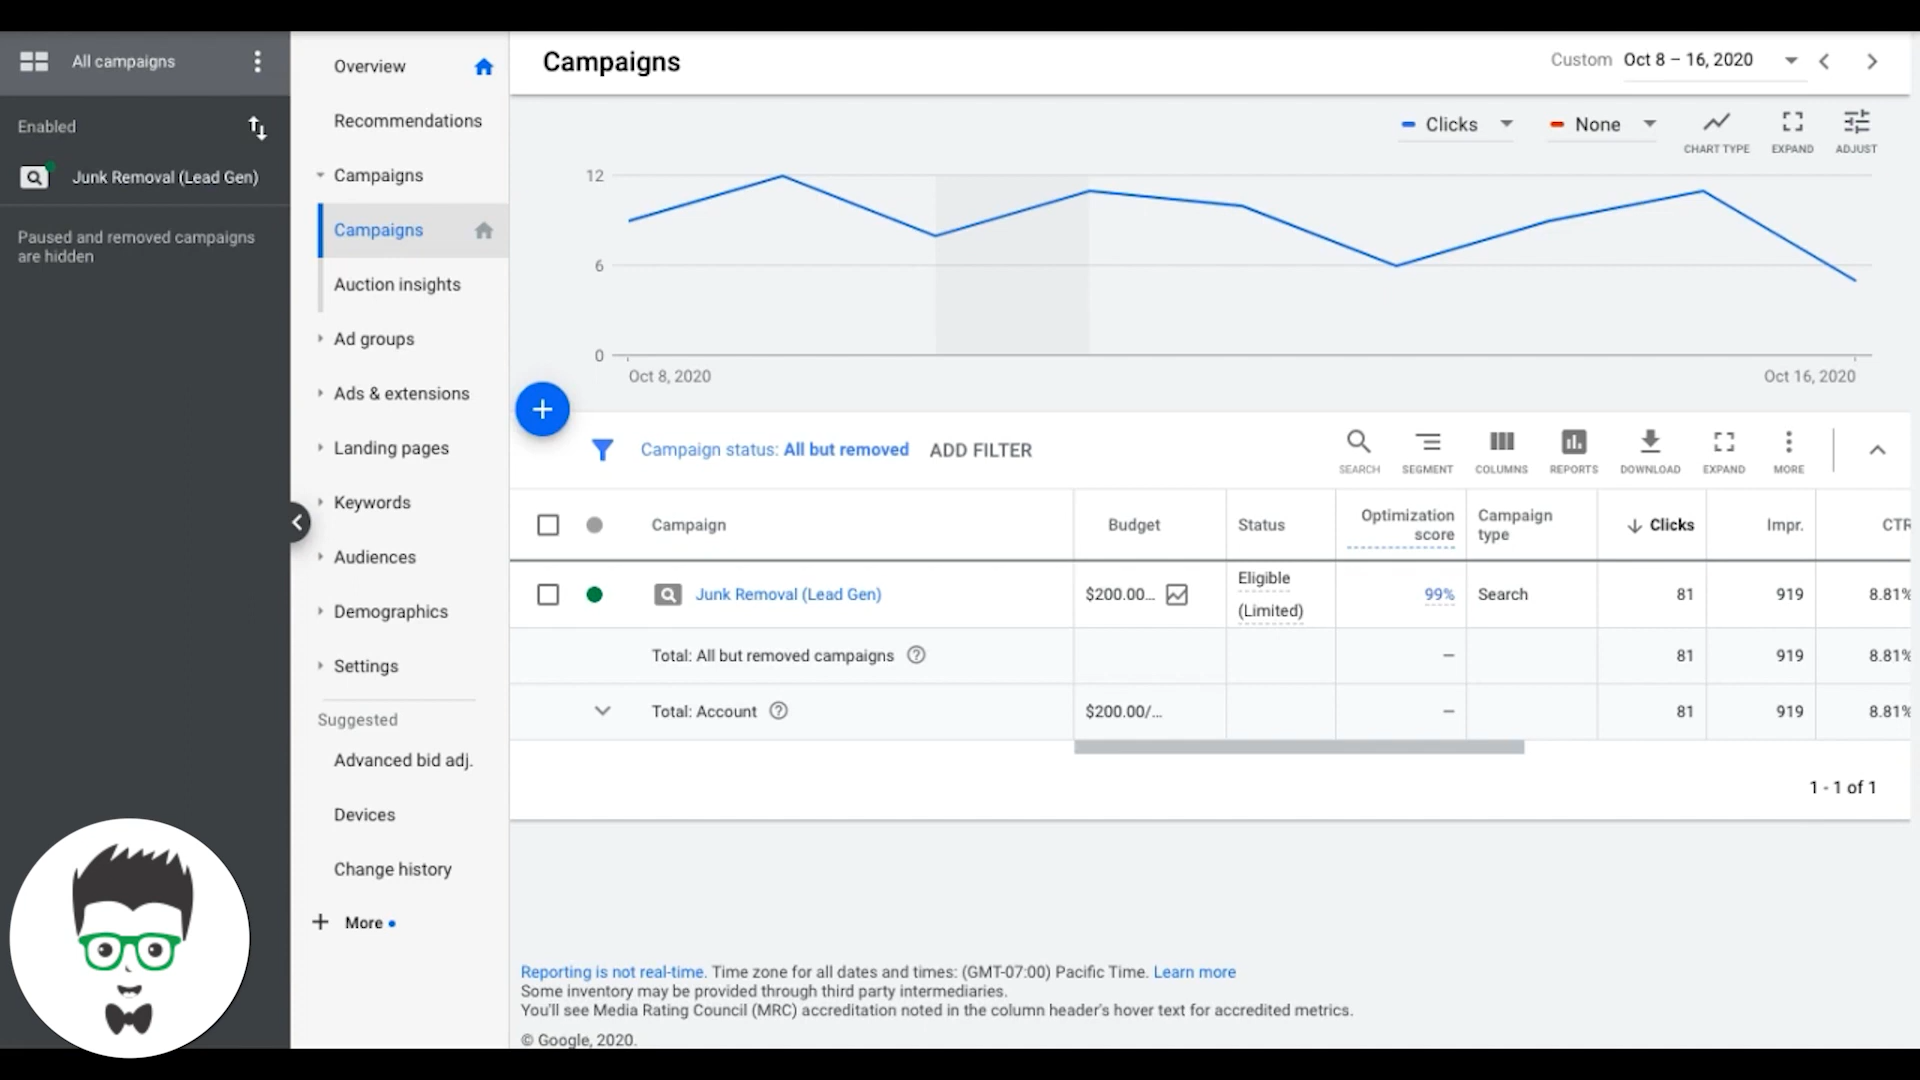 All campaigns
Enabled
Junk Removal (Lead Gen)
Paused and removed campaigns
are hidden
Overview
Recommendations
Campaigns
Campaigns
Auction insights
Ad groups
Ads & extensions
Landing pages
Keywords
Audiences
Demographics
Settings
Suggested
Advanced bid adj.
Devices
Change history
+ More
Campaigns
Custom Oct 8 – 16, 2020
Clicks None
CHART TYPE EXPAND ADJUST
12
6
0
Oct 8, 2020 Oct 16, 2020
Campaign status: All but removed ADD FILTER
SEARCH SEGMENT COLUMNS REPORTS DOWNLOAD EXPAND MORE
Campaign Budget Status Optimization score Campaign type Clicks Impr. CTR
Junk Removal (Lead Gen) $200.00... Eligible (Limited) 99% Search 81 919 8.81%
Total: All but removed campaigns – 81 919 8.81%
Total: Account $200.00/... – 81 919 8.81%
1 - 1 of 1
Reporting is not real-time. Time zone for all dates and times: (GMT-07:00) Pacific Time. Learn more
Some inventory may be provided through third party intermediaries.
You'll see Media Rating Council (MRC) accreditation noted in the column header's hover text for accredited metrics.
© Google, 2020.